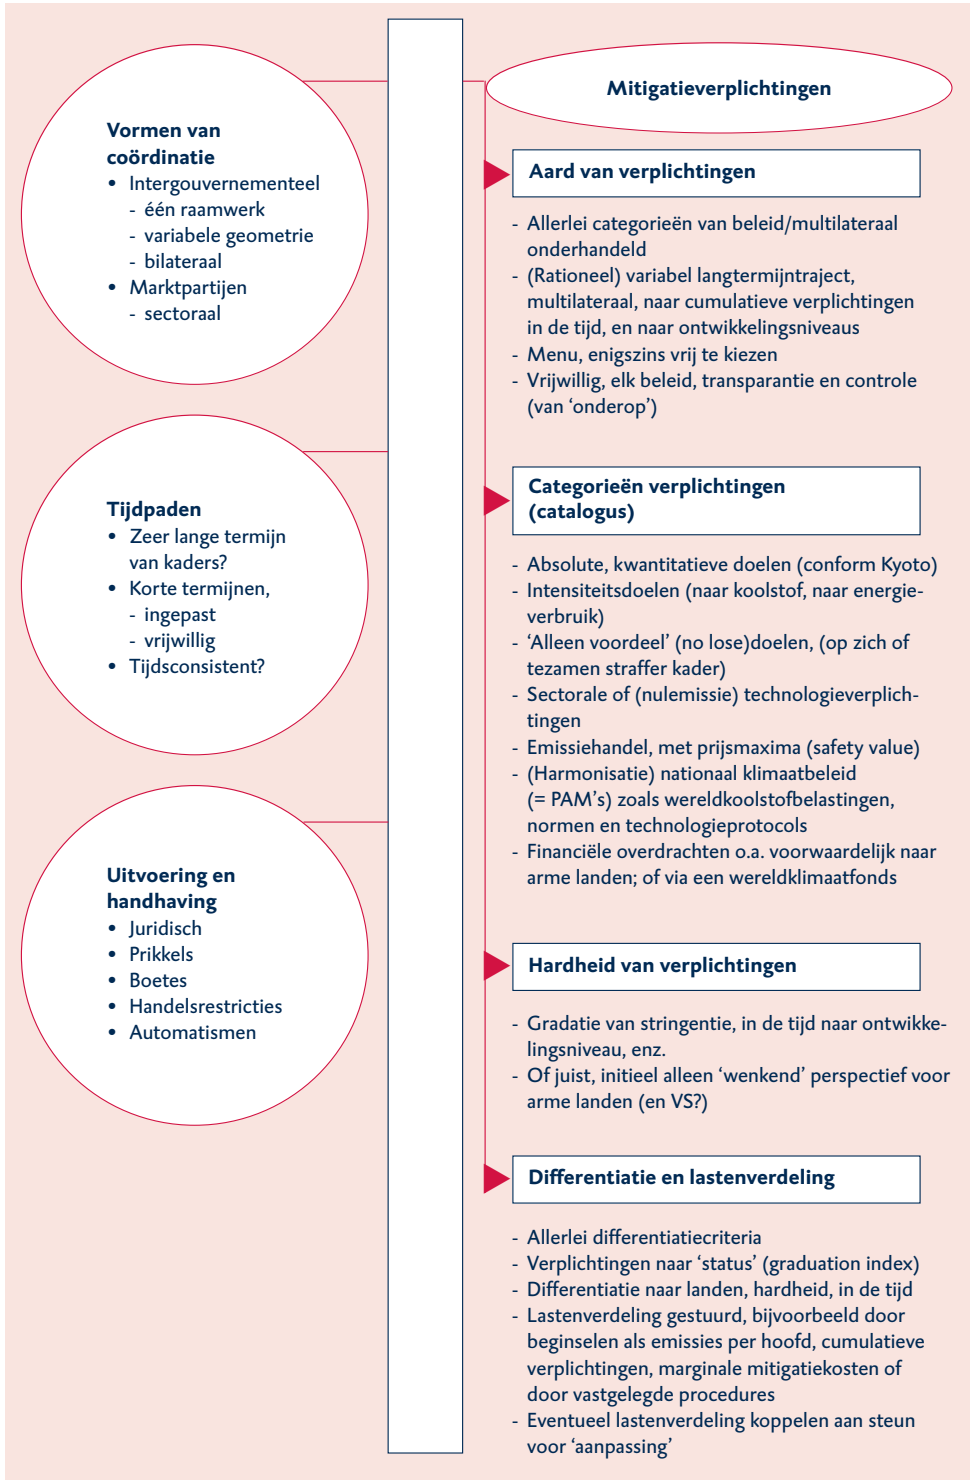 Vormen van
coördinatie
• Intergouvernementeel
- één raamwerk
- variabele geometrie
- bilateraal
• Marktpartijen
- sectoraal
Tijdpaden
• Zeer lange termijn
van kaders?
• Korte termijnen,
- ingepast
- vrijwillig
• Tijdsconsistent?
Uitvoering en
handhaving
• Juridisch
• Prikkels
• Boetes
• Handelsrestricties
• Automatismen
Mitigatieverplichtingen
Aard van verplichtingen
- Allerlei categorieën van beleid/multilateraal
onderhandeld
- (Rationeel) variabel langtermijntraject,
multilateraal, naar cumulatieve verplichtingen
in de tijd, en naar ontwikkelingsniveaus
- Menu, enigszins vrij te kiezen
- Vrijwillig, elk beleid, transparantie en controle
(van ‘onderop’)
Categorieën verplichtingen
(catalogus)
- Absolute, kwantitatieve doelen (conform Kyoto)
- Intensiteitsdoelen (naar koolstof, naar energie-
verbruik)
- ‘Alleen voordeel’ (no lose)doelen, (op zich of
tezamen straffer kader)
- Sectorale of (nulemissie) technologieverplich-
tingen
- Emissiehandel, met prijsmaxima (safety value)
- (Harmonisatie) nationaal klimaatbeleid
(= PAM’s) zoals wereldkoolstofbelastingen,
normen en technologieprotocols
- Financiële overdrachten o.a. voorwaardelijk naar
arme landen; of via een wereldklimaatfonds
Hardheid van verplichtingen
- Gradatie van stringentie, in de tijd naar ontwikke-
lingsniveau, enz.
- Of juist, initieel alleen ‘wenkend’ perspectief voor
arme landen (en VS?)
Differentiatie en lastenverdeling
- Allerlei differentiatiecriteria
- Verplichtingen naar ‘status’ (graduation index)
- Differentiatie naar landen, hardheid, in de tijd
- Lastenverdeling gestuurd, bijvoorbeeld door
beginselen als emissies per hoofd, cumulatieve
verplichtingen, marginale mitigatiekosten of
door vastgelegde procedures
- Eventueel lastenverdeling koppelen aan steun
voor ‘aanpassing’